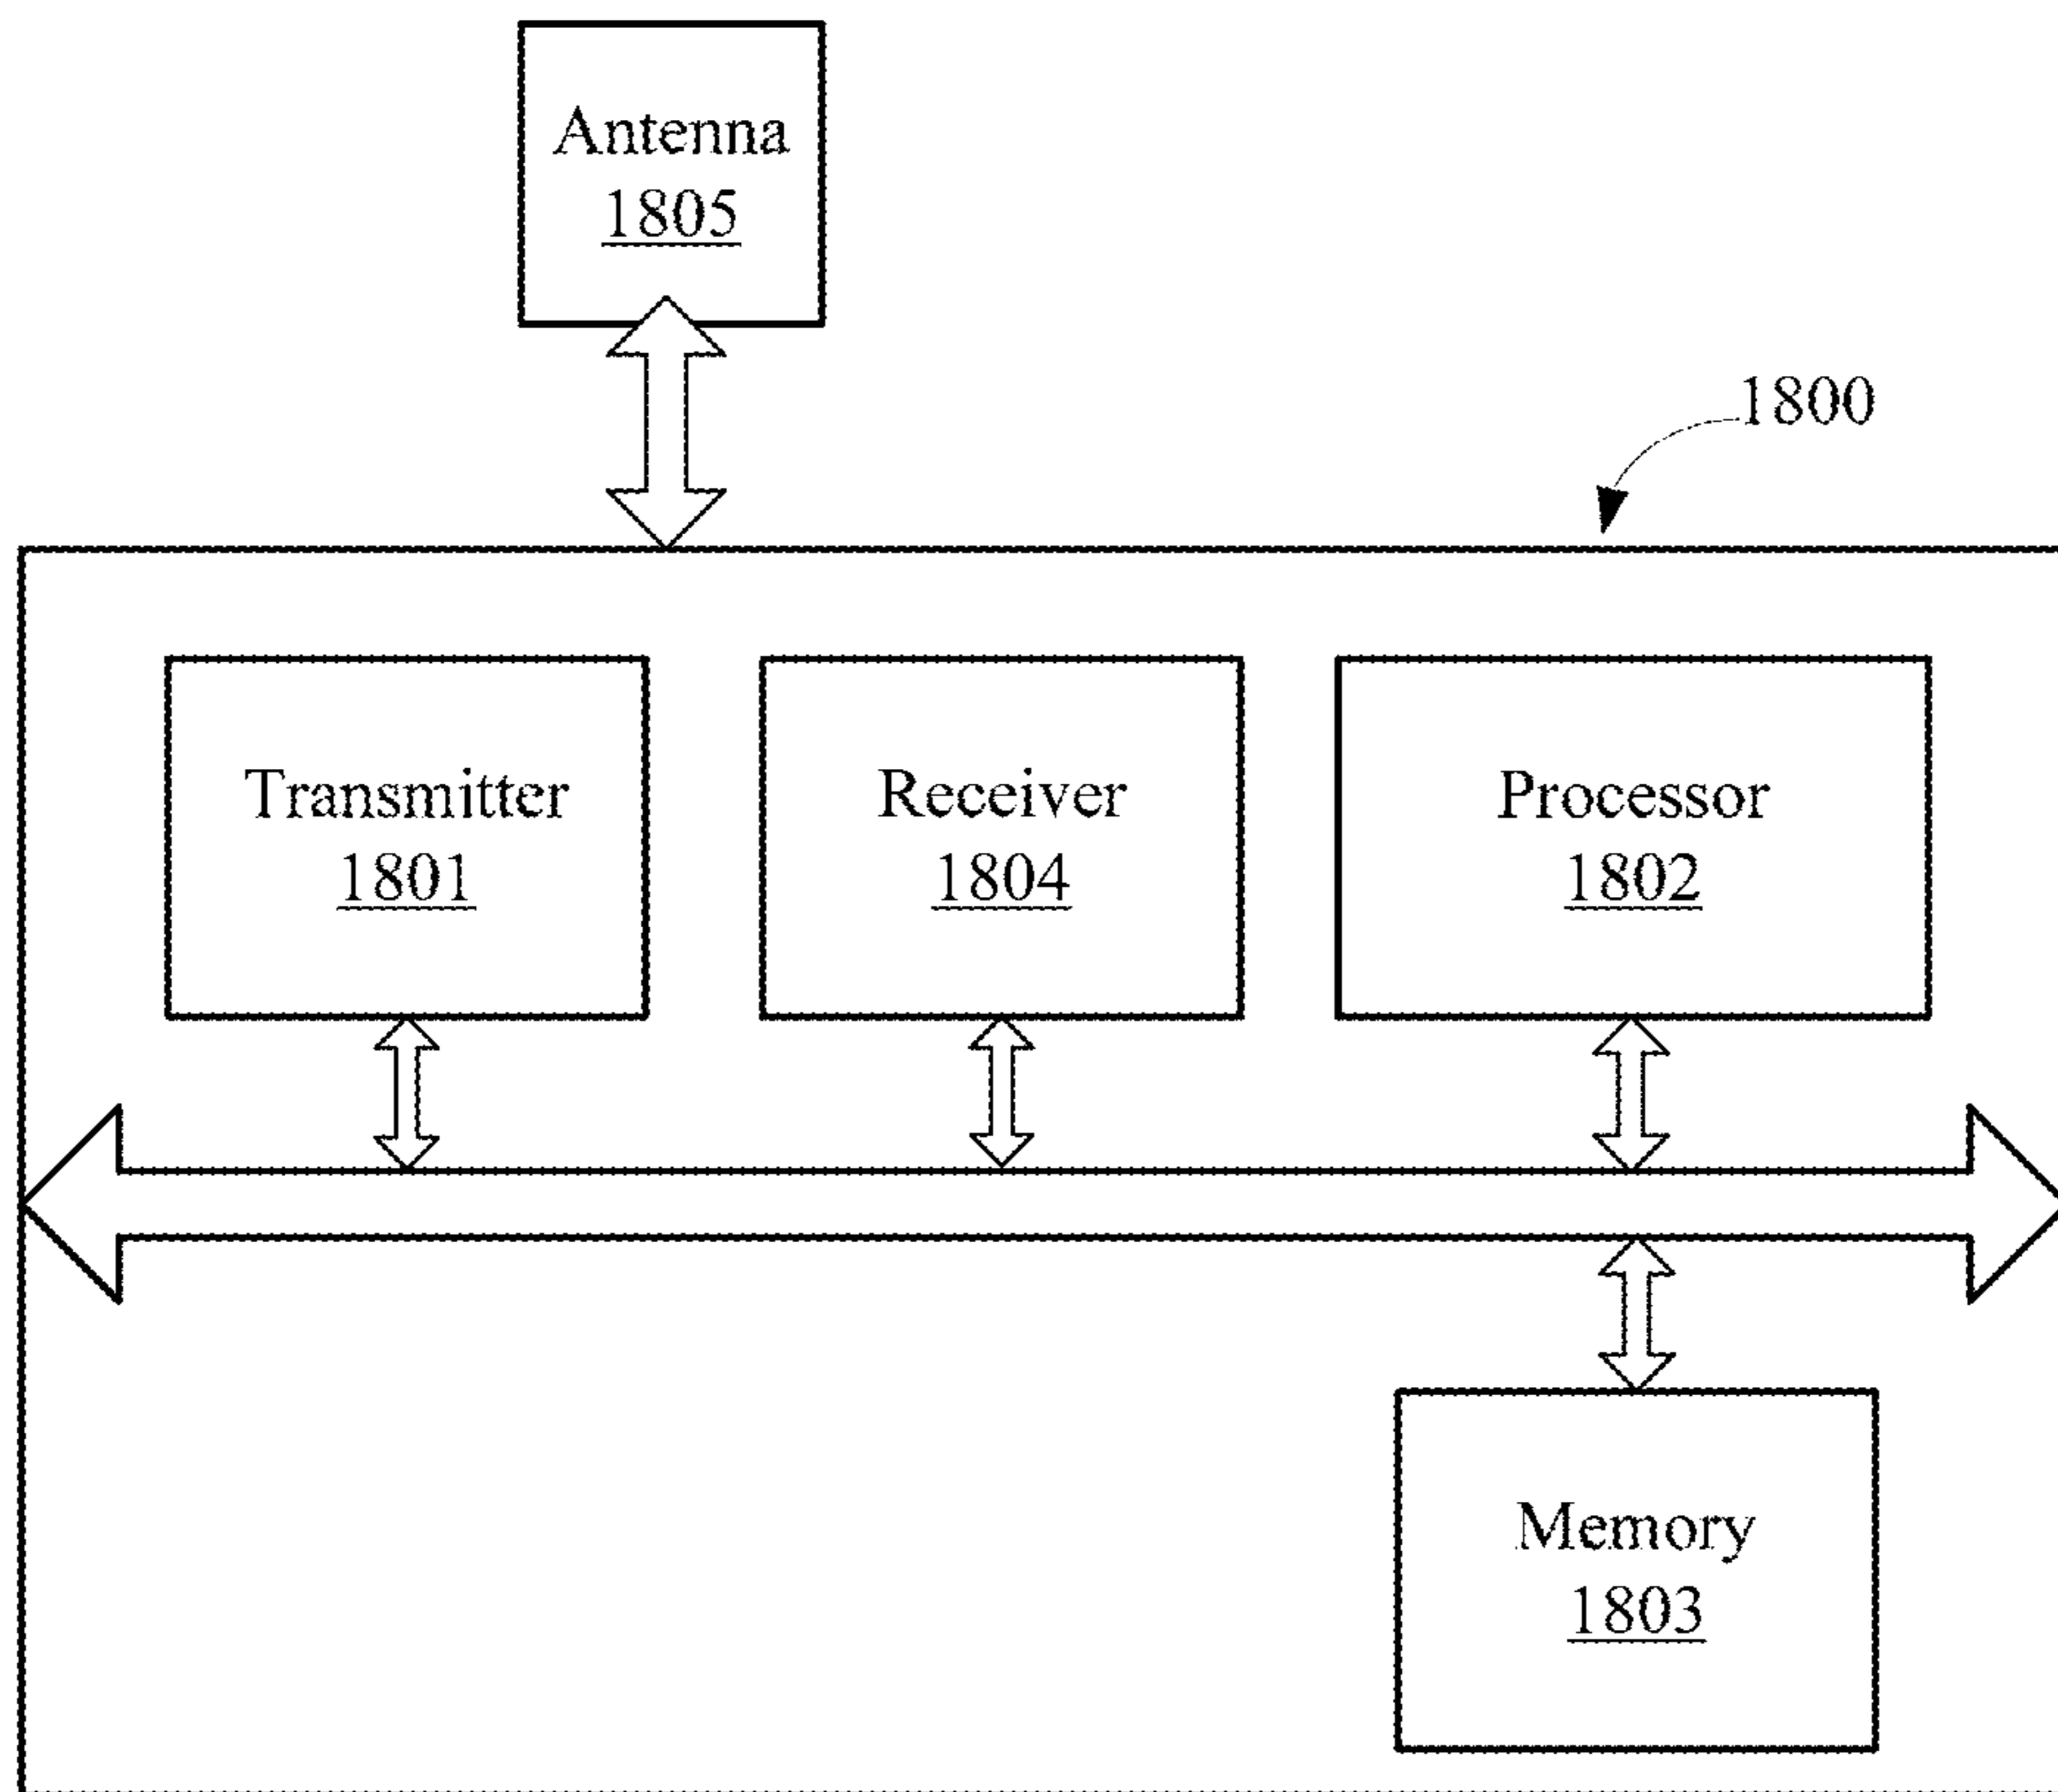 Antenna
1805
1800
Transmitter
1801
Receiver
1804
Processor
1802
Memory
1803